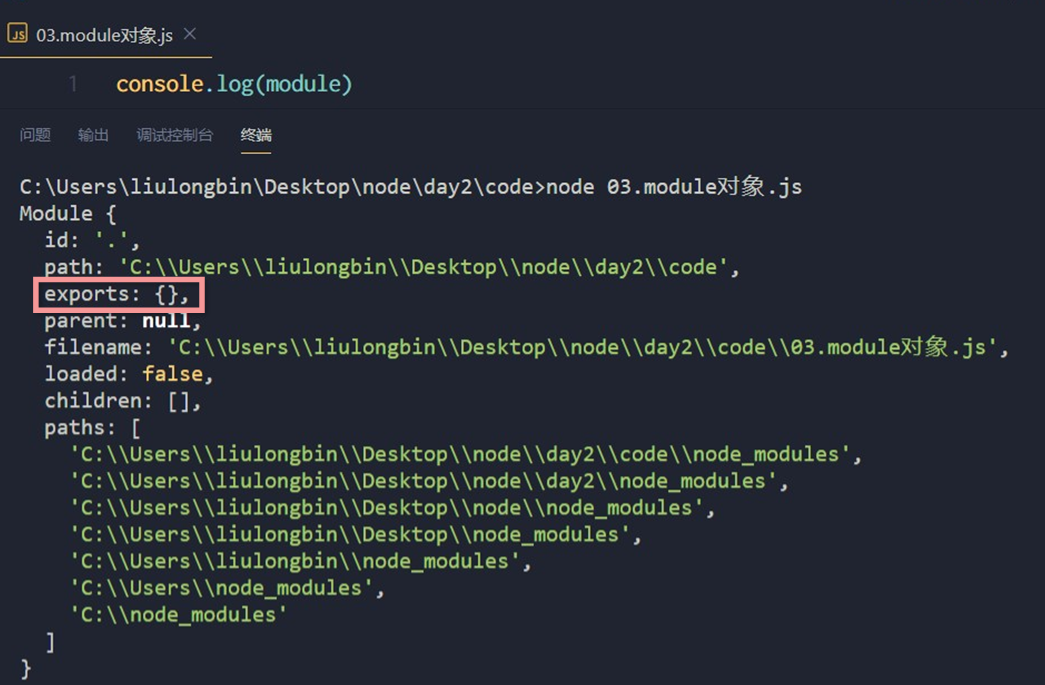 JS 03.module对象.js ×
1 console.log(module)
问题 输出 调试控制台 终端
C:\Users\liulongbin\Desktop\node\day2\code>node 03.module对象.js
Module {
  id: '.',
  path: 'C:\\Users\\liulongbin\\Desktop\\node\\day2\\code',
  exports: {},
  parent: null,
  filename: 'C:\\Users\\liulongbin\\Desktop\\node\\day2\\code\\03.module对象.js',
  loaded: false,
  children: [],
  paths: [
    'C:\\Users\\liulongbin\\Desktop\\node\\day2\\code\\node_modules',
    'C:\\Users\\liulongbin\\Desktop\\node\\day2\\node_modules',
    'C:\\Users\\liulongbin\\Desktop\\node\\node_modules',
    'C:\\Users\\liulongbin\\Desktop\\node_modules',
    'C:\\Users\\liulongbin\\node_modules',
    'C:\\Users\\node_modules',
    'C:\\node_modules'
  ]
}